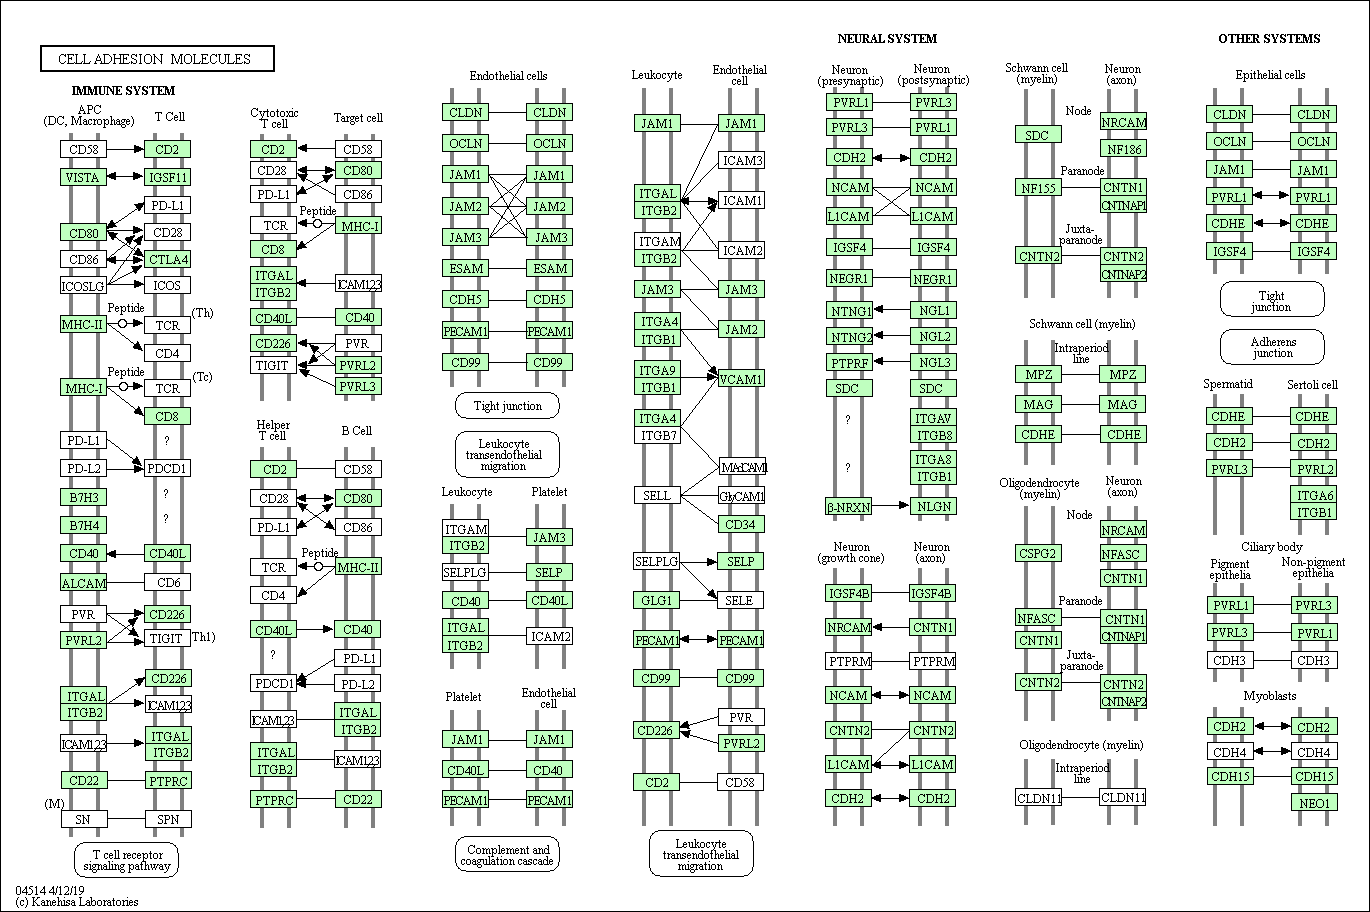 CELL ADHESION MOLECULES
IMMUNE SYSTEM
APC
(DC, Macrophage)
T Cell
CD58
CD2
VISTA
IGSF11
PD-L1
CD80
CD28
CD86
CTLA4
ICOSLG
ICOS
Peptide
(Th)
MHC-II
TCR
CD4
Peptide
(Tc)
MHC-I
TCR
CD8
PD-L1
?
PD-L2
PDCD1
B7H3
?
B7H4
?
CD40
CD40L
ALCAM
CD6
PVR
CD226
PVRL2
TIGIT
Th1)
CD226
ITGAL
ITGB2
ICAM123
ICAM123
ITGAL
ITGB2
CD22
PTPRC
(M)
SN
SPN
T cell receptor
signaling pathway
04514 4/12/19
(c) Kanehisa Laboratories
Cytotoxic
T cell
Target cell
CD2
CD58
CD28
CD80
PD-L1
CD86
Peptide
TCR
MHC-I
CD8
ITGAL
ITGB2
ICAM123
CD40L
CD40
CD226
PVR
TIGIT
PVRL2
PVRL3
Helper
T cell
B Cell
CD2
CD58
CD28
CD80
PD-L1
CD86
Peptide
TCR
MHC-II
CD4
CD40L
CD40
?
PD-L1
PDCD1
PD-L2
ICAM123
ITGAL
ITGB2
ITGAL
ITGB2
ICAM123
PTPRC
CD22
Endothelial cells
CLDN
CLDN
OCLN
OCLN
JAM1
JAM1
JAM2
JAM2
JAM3
JAM3
ESAM
ESAM
CDH5
CDH5
PECAM1
PECAM1
CD99
CD99
Tight junction
Leukocyte
transendothelial
migration
Leukocyte
Platelet
ITGAM
ITGB2
JAM3
SELPLG
SELP
CD40
CD40L
ITGAL
ITGB2
ICAM2
Platelet
Endothelial
cell
JAM1
JAM1
CD40L
CD40
PECAM1
PECAM1
Complement and
coagulation cascade
Leukocyte
Endothelial
cell
JAM1
JAM1
ICAM3
ITGAL
ITGB2
ICAM1
ITGAM
ITGB2
ICAM2
JAM3
JAM3
ITGA4
ITGB1
JAM2
ITGA9
ITGB1
VCAM1
ITGA4
ITGB7
MAdCAM1
SELL
GlyCAM1
CD34
SELPLG
SELP
GLG1
SELE
PECAM1
PECAM1
CD99
CD99
CD226
PVR
PVRL2
CD2
CD58
Leukocyte
transendothelial
migration
NEURAL SYSTEM
Neuron
(presynaptic)
Neuron
(postsynaptic)
PVRL1
PVRL3
PVRL3
PVRL1
CDH2
CDH2
NCAM
NCAM
L1CAM
L1CAM
IGSF4
IGSF4
NEGR1
NEGR1
NTNG1
NGL1
NTNG2
NGL2
PTPRF
NGL3
SDC
SDC
?
ITGAV
ITGB8
?
ITGA8
ITGB1
β-NRXN
NLGN
Neuron
(growth cone)
Neuron
(axon)
IGSF4B
IGSF4B
NRCAM
CNTN1
PTPRM
PTPRM
NCAM
NCAM
CNTN2
CNTN2
L1CAM
L1CAM
CDH2
CDH2
Schwann cell
(myelin)
Neuron
(axon)
Node
SDC
NRCAM
NF186
Paranode
NF155
CNTN1
CNTNAP1
Juxta-
paranode
CNTN2
CNTN2
CNTNAP2
Schwann cell (myelin)
Intraperiod
line
MPZ
MPZ
MAG
MAG
CDHE
CDHE
Oligodendrocyte
(myelin)
Neuron
(axon)
Node
NRCAM
CSPG2
NFASC
CNTN1
Paranode
NFASC
CNTN1
CNTN1
CNTNAP1
Juxta-
paranode
CNTN2
CNTN2
CNTNAP2
Oligodendrocyte (myelin)
Intraperiod
line
CLDN11
CLDN11
OTHER SYSTEMS
Epithelial cells
CLDN
CLDN
OCLN
OCLN
JAM1
JAM1
PVRL1
PVRL1
CDHE
CDHE
IGSF4
IGSF4
Tight
junction
Adherens
junction
Spermatid
Sertoli cell
CDHE
CDHE
CDH2
CDH2
PVRL3
PVRL2
ITGA6
ITGB1
Ciliary body
Pigment
epithelia
Non-pigment
epithelia
PVRL1
PVRL3
PVRL3
PVRL1
CDH3
CDH3
Myoblasts
CDH2
CDH2
CDH4
CDH4
CDH15
CDH15
NEO1